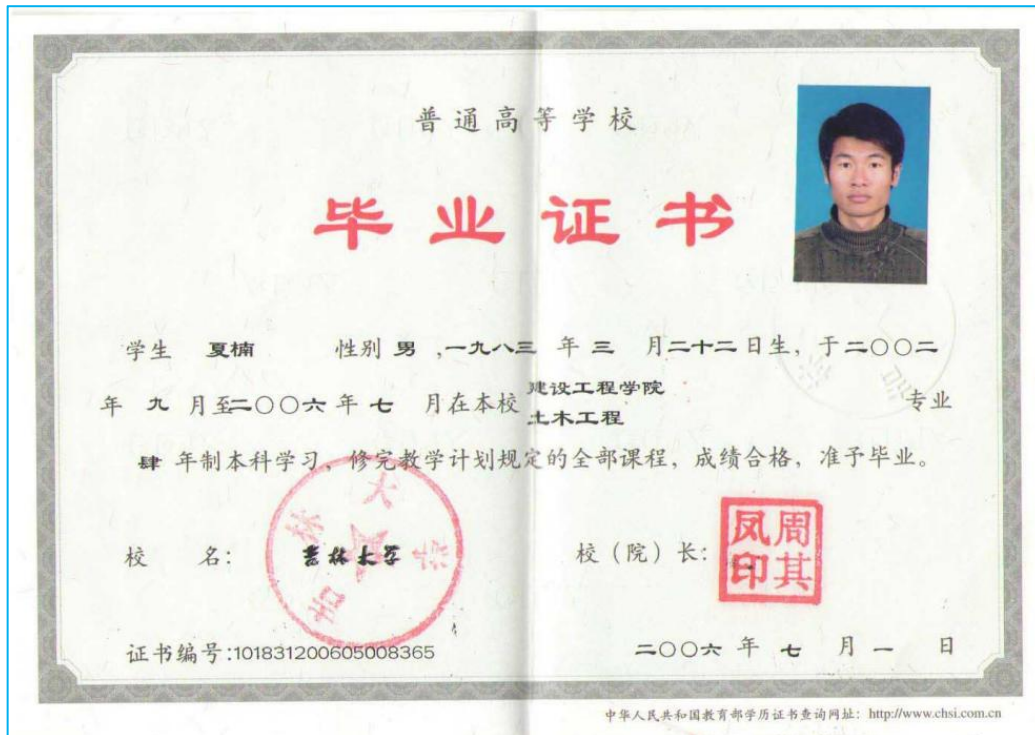 普通高等学校
毕业证书
学生 夏楠 性别 男 ,一九八三 年 三 月二十二日生，于二〇〇二
年 九 月至二〇〇六 年 七 月在本校 建设工程学院 土木工程 专业
肆 年制本科学习，修完教学计划规定的全部课程，成绩合格，准予毕业。
校 名：
吉林大学
校（院）长：
周其凤印
证书编号:101831200605008365
二〇〇六 年 七 月 一 日
中华人民共和国教育部学历证书查询网址：http://www.chsi.com.cn